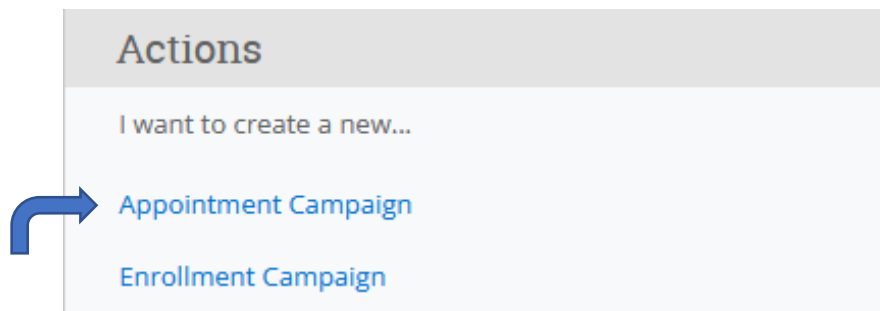 Actions
I want to create a new...
Appointment Campaign
Enrollment Campaign